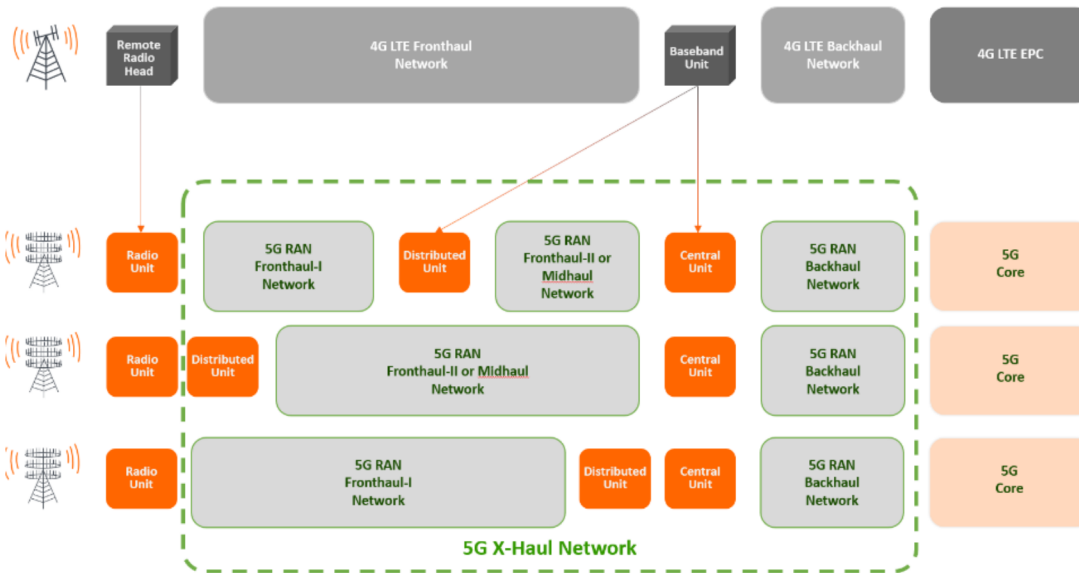 Remote
Radio
Head
4G LTE Fronthaul
Network
Baseband
Unit
4G LTE Backhaul
Network
4G LTE EPC
Radio
Unit
5G RAN
Fronthaul-I
Network
Distributed
Unit
5G RAN
Fronthaul-II or
Midhaul
Network
Central
Unit
5G RAN
Backhaul
Network
5G
Core
Radio
Unit
Distributed
Unit
5G RAN
Fronthaul-II or Midhaul
Network
Central
Unit
5G RAN
Backhaul
Network
5G
Core
Radio
Unit
5G RAN
Fronthaul-I
Network
Distributed
Unit
Central
Unit
5G RAN
Backhaul
Network
5G
Core
5G X-Haul Network